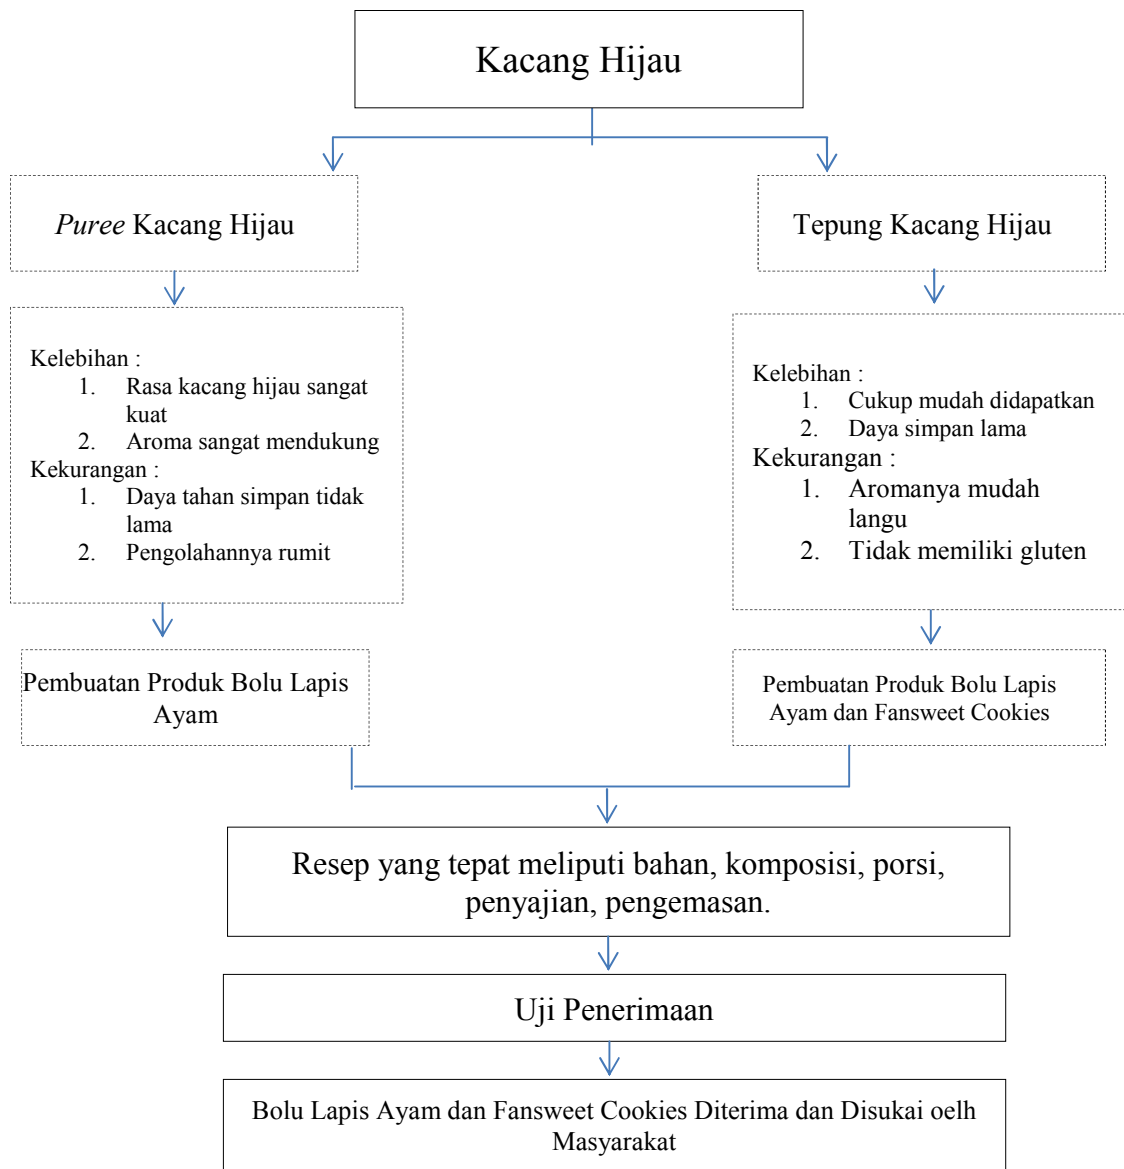 Kacang Hijau
Puree Kacang Hijau
Tepung Kacang Hijau
Kelebihan :
1. Rasa kacang hijau sangat
kuat
2. Aroma sangat mendukung
Kekurangan :
1. Daya tahan simpan tidak
lama
2. Pengolahannya rumit
Kelebihan :
1. Cukup mudah didapatkan
2. Daya simpan lama
Kekurangan :
1. Aromanya mudah
langu
2. Tidak memiliki gluten
Pembuatan Produk Bolu Lapis
Ayam
Pembuatan Produk Bolu Lapis
Ayam dan Fansweet Cookies
Resep yang tepat meliputi bahan, komposisi, porsi,
penyajian, pengemasan.
Uji Penerimaan
Bolu Lapis Ayam dan Fansweet Cookies Diterima dan Disukai oelh
Masyarakat